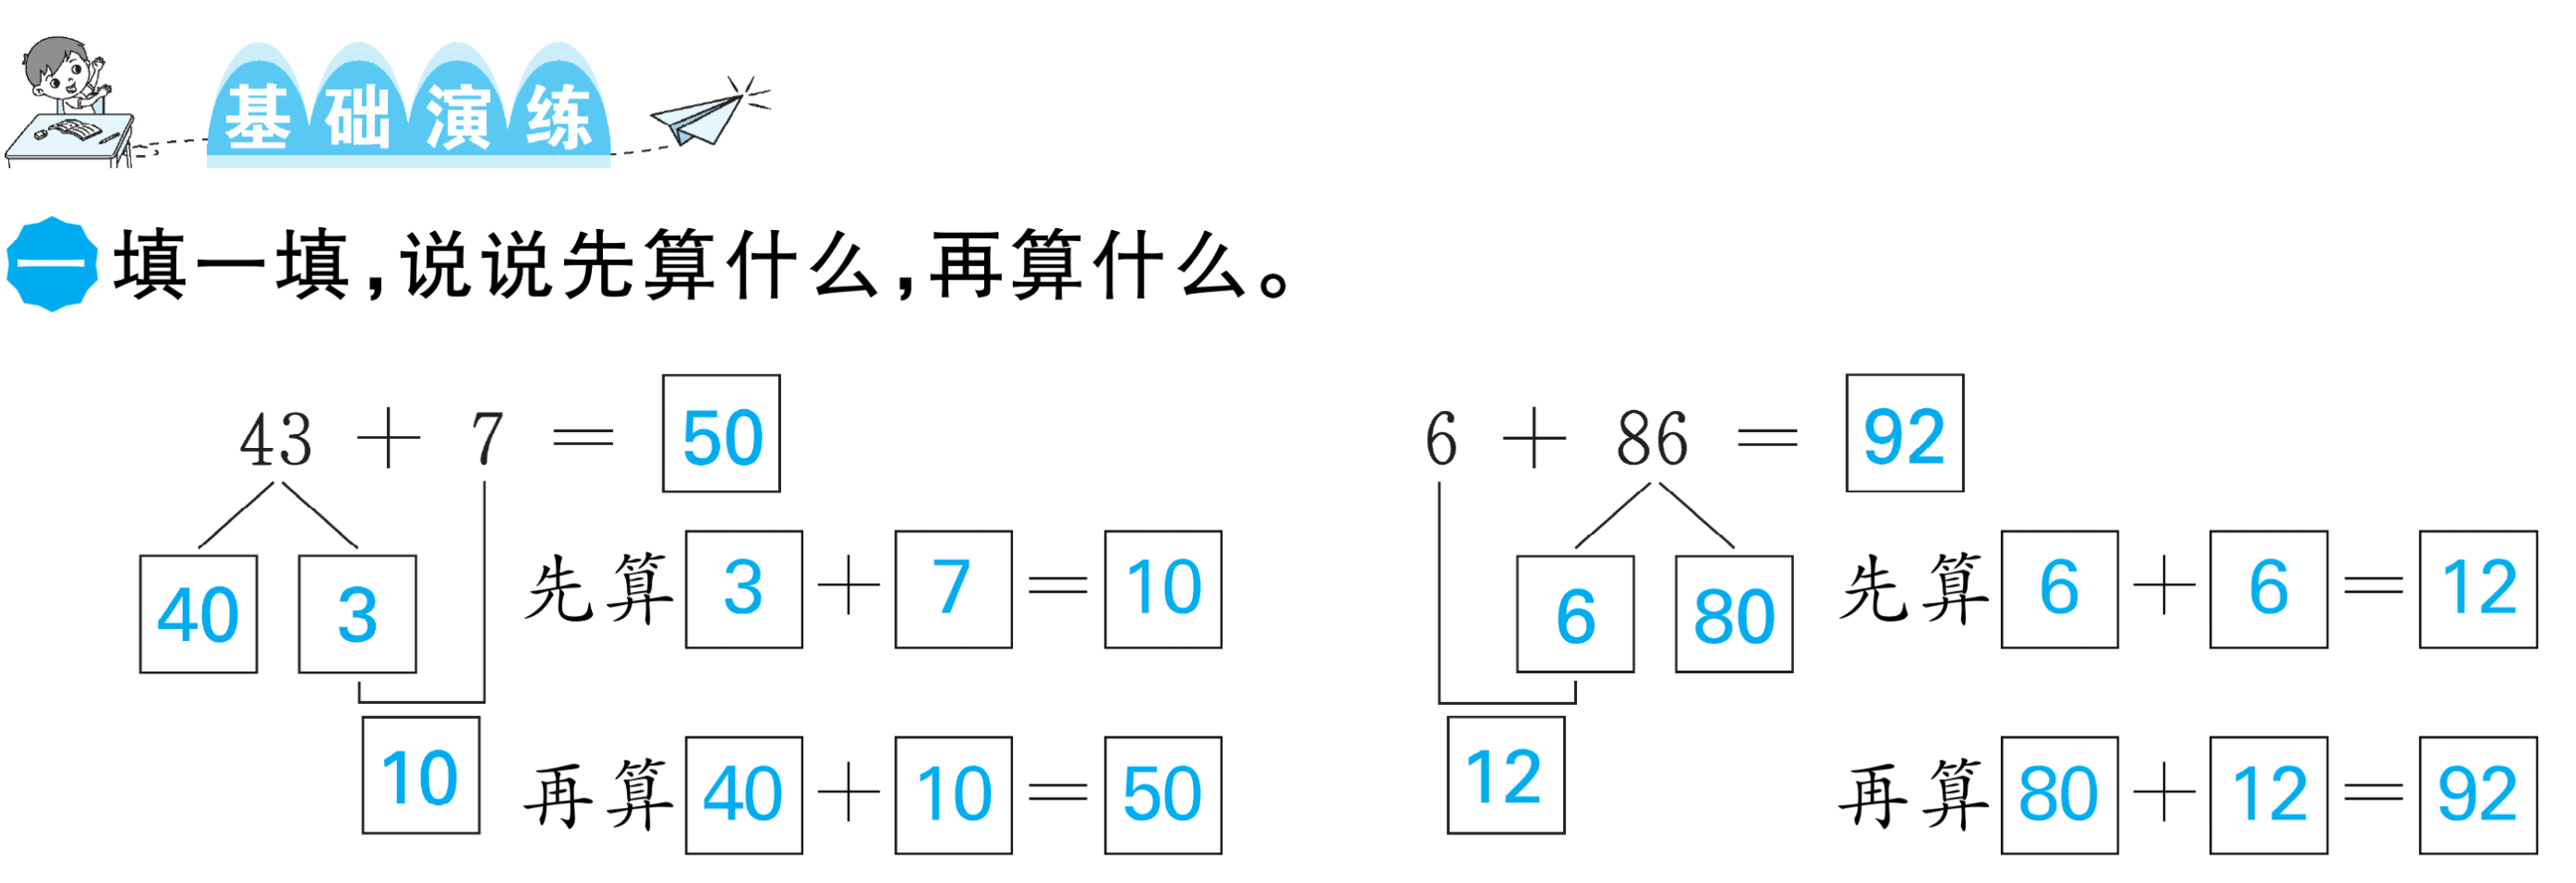 基础演练
一 填一填,说说先算什么,再算什么。
43 + 7 = 50
40 3
先算 3 + 7 = 10
10
再算 40 + 10 = 50
6 + 86 = 92
6 80
先算 6 + 6 = 12
12
再算 80 + 12 = 92